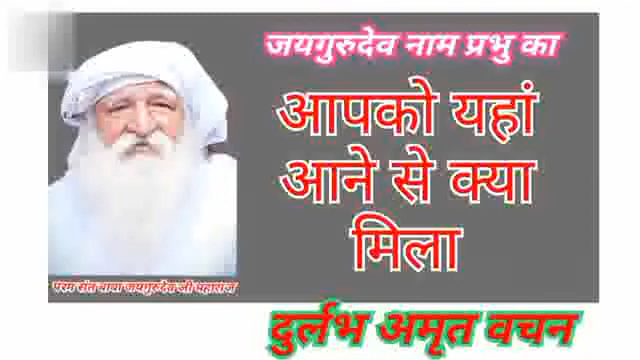 जयगुरुदेव नाम प्रभु का
आपको यहां
आने से क्या
मिला
परम संत बाबा जयगुरुदेव जी महाराज
दुर्लभ अमृत वचन